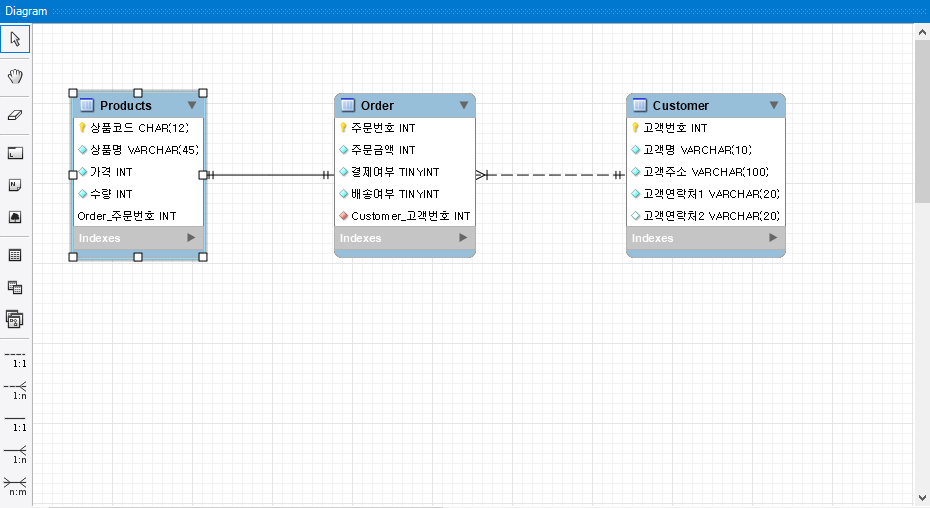 Diagram
Products
상품코드 CHAR(12)
상품명 VARCHAR(45)
가격 INT
수량 INT
Order_주문번호 INT
Indexes
Order
주문번호 INT
주문금액 INT
결제여부 TINYINT
배송여부 TINYINT
Customer_고객번호 INT
Indexes
Customer
고객번호 INT
고객명 VARCHAR(10)
고객주소 VARCHAR(100)
고객연락처1 VARCHAR(20)
고객연락처2 VARCHAR(20)
Indexes
1:1
1:n
1:1
1:n
n:m